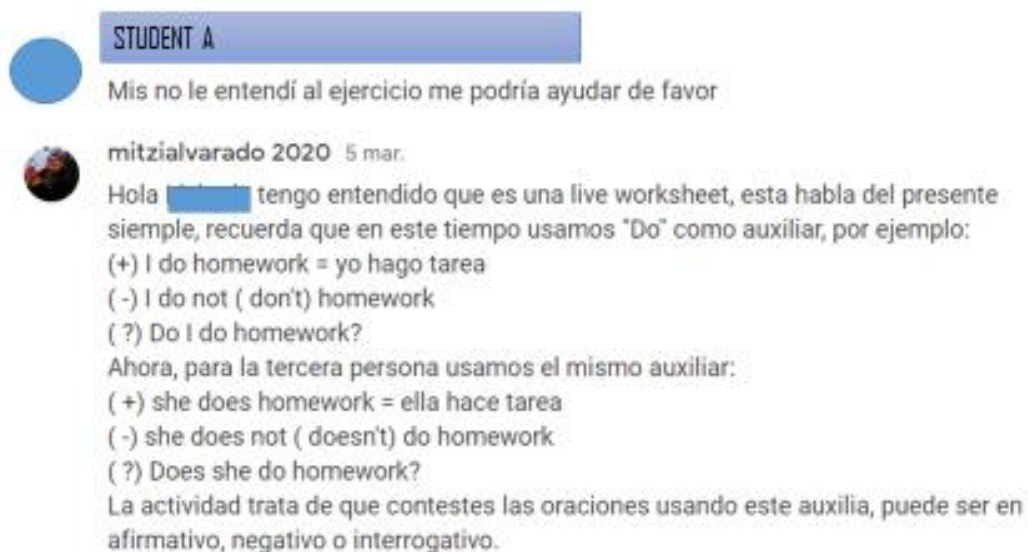 STUDENT A
Mis no le entendí al ejercicio me podría ayudar de favor
mitzialvarado 2020 5 mar.
Hola tengo entendido que es una live worksheet, esta habla del presente
siemple, recuerda que en este tiempo usamos "Do" como auxiliar, por ejemplo:
(+) I do homework = yo hago tarea
( -) I do not ( don't) homework
( ?) Do I do homework?
Ahora, para la tercera persona usamos el mismo auxiliar:
( +) she does homework = ella hace tarea
( -) she does not ( doesn't) do homework
( ?) Does she do homework?
La actividad trata de que contestes las oraciones usando este auxilia, puede ser en
afirmativo, negativo o interrogativo.